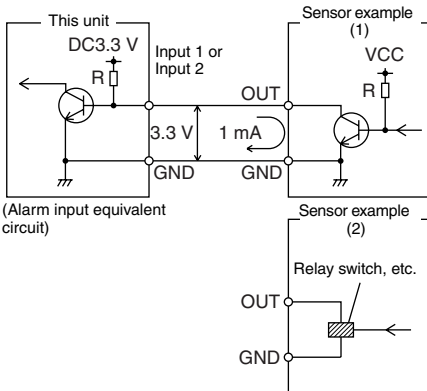 This unit
DC3.3 V
R
Input 1 or
Input 2
3.3 V
GND
(Alarm input equivalent
circuit)
Sensor example
(1)
VCC
R
OUT
1 mA
GND
Sensor example
(2)
Relay switch, etc.
OUT
GND